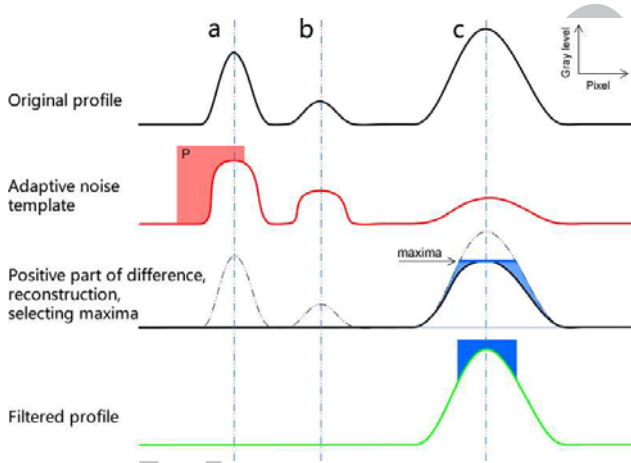 a b c
Gray level
Pixel
Original profile
P
Adaptive noise
template
maxima
Positive part of difference,
reconstruction,
selecting maxima
Filtered profile